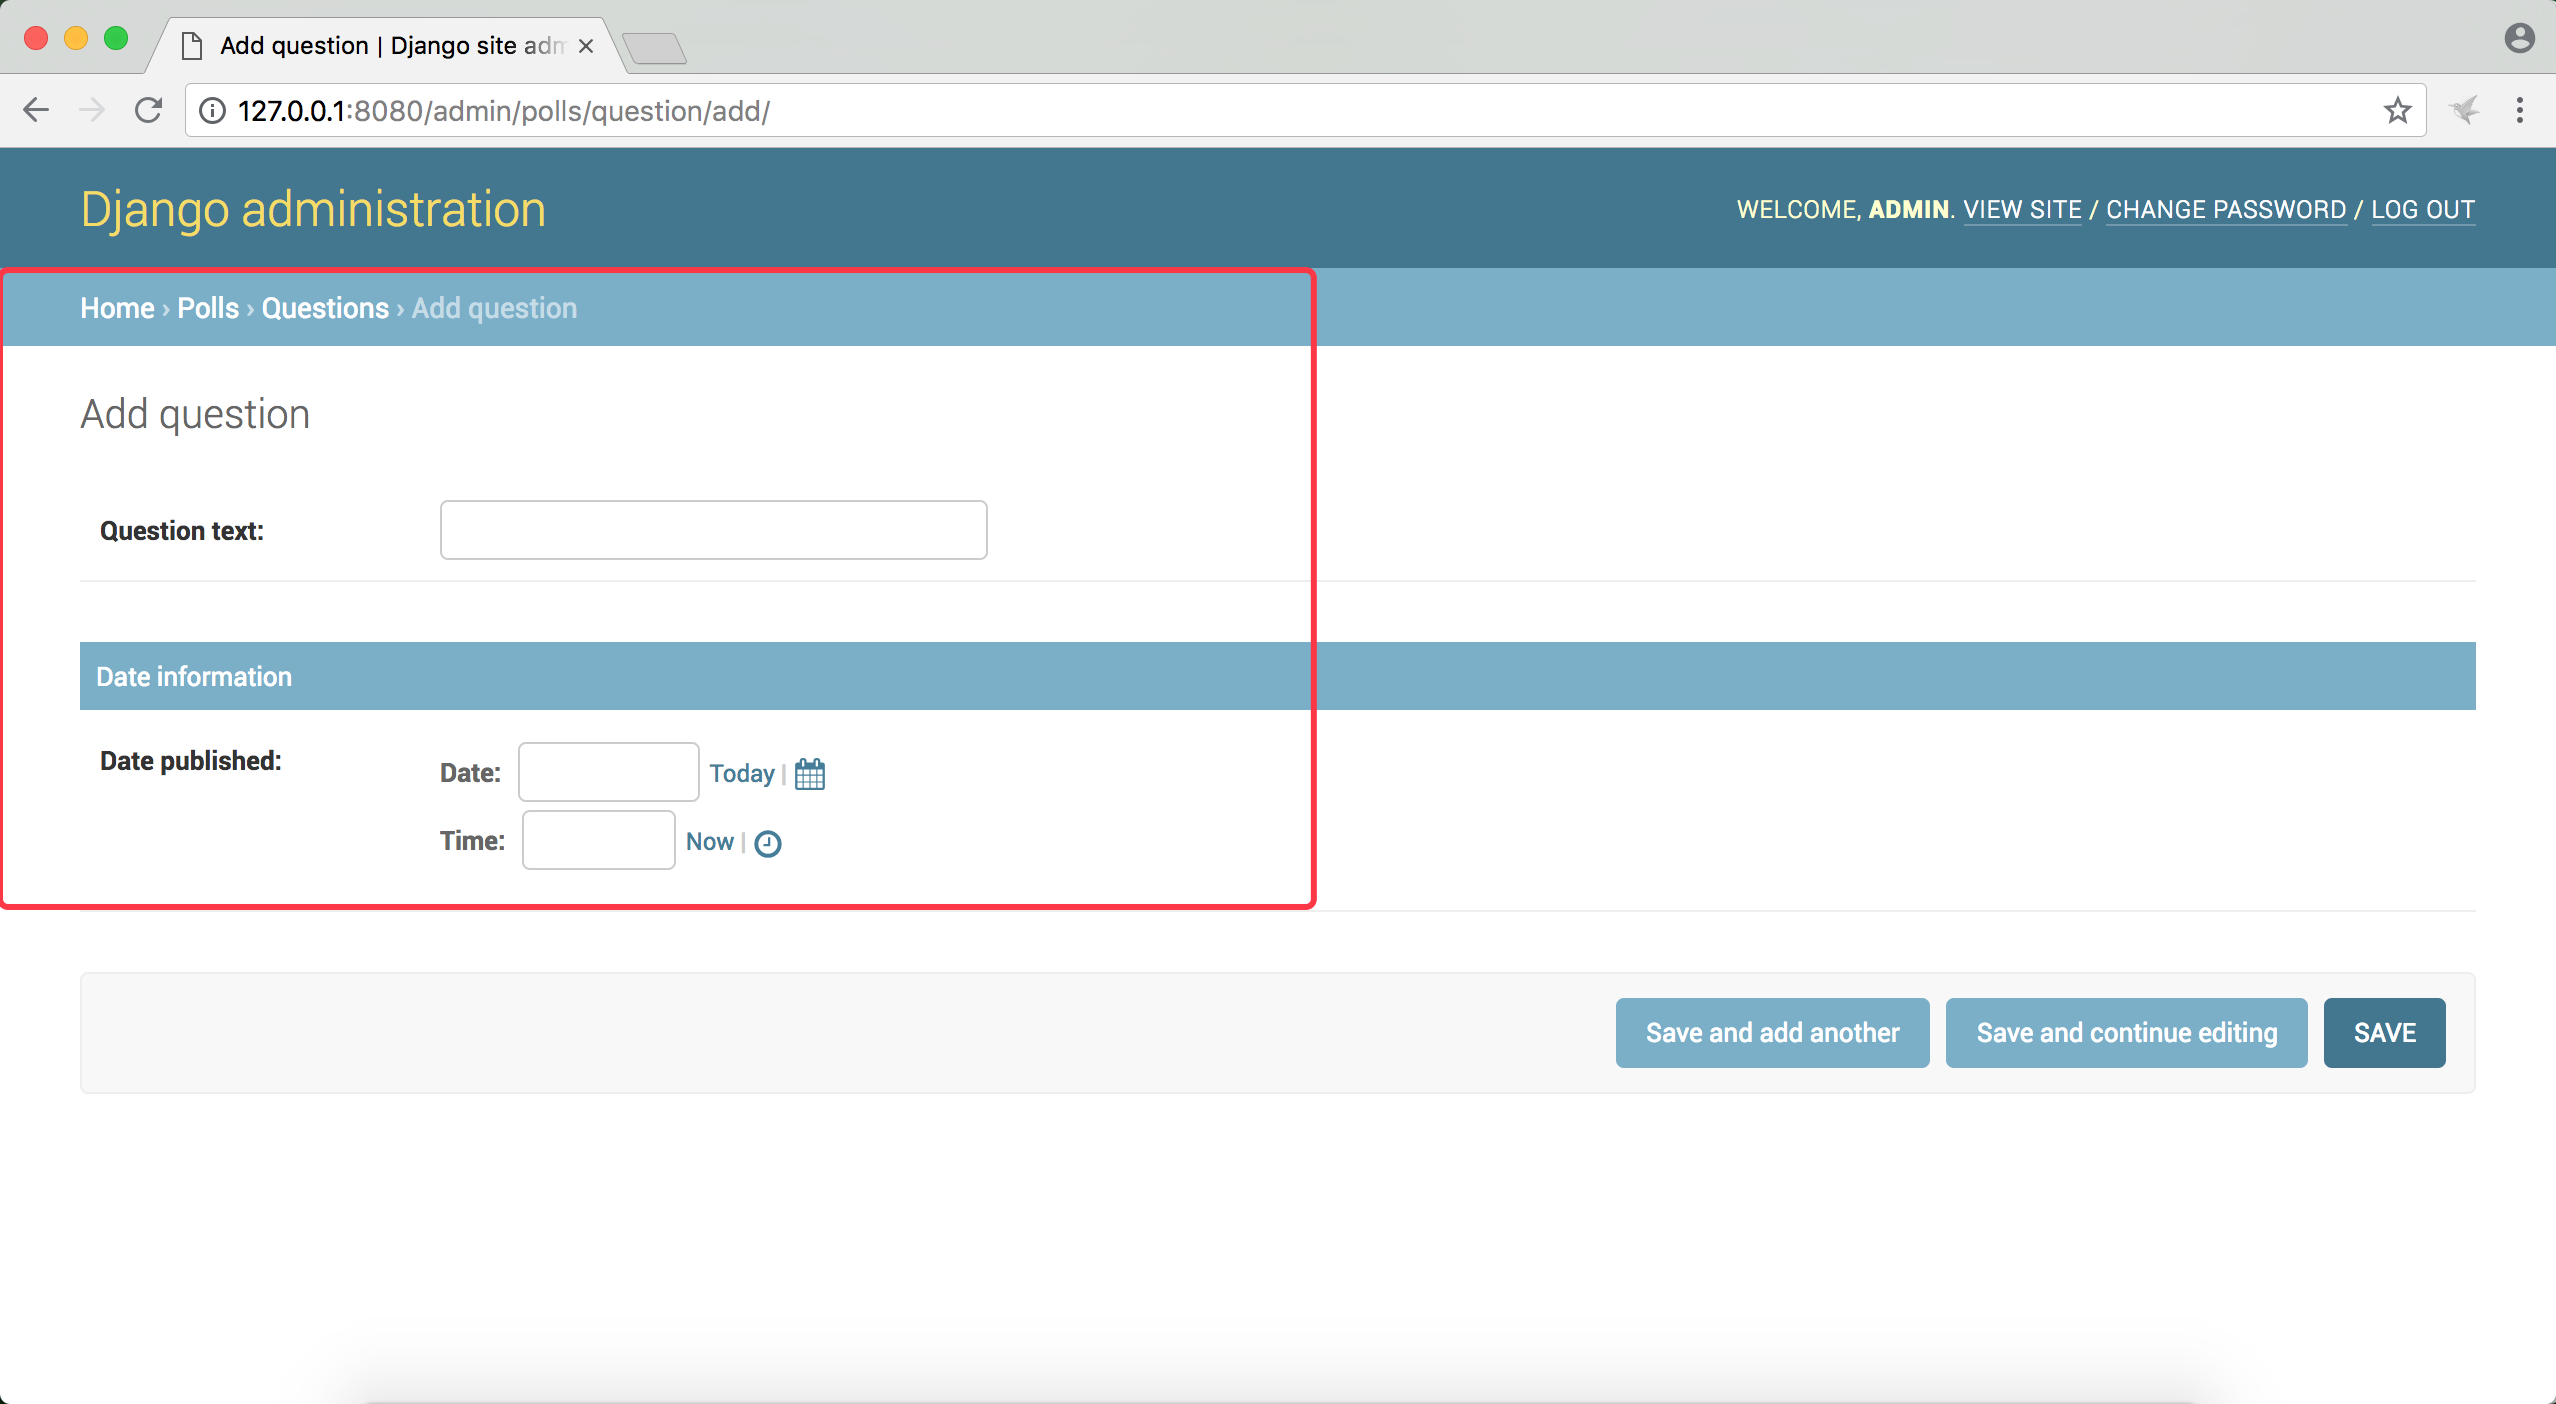 Add question | Django site adm
127.0.0.1:8080/admin/polls/question/add/
Django administration
WELCOME, ADMIN. VIEW SITE / CHANGE PASSWORD / LOG OUT
Home › Polls › Questions › Add question
Add question
Question text:
Date information
Date published:
Date: Today |
Time: Now |
Save and add another
Save and continue editing
SAVE